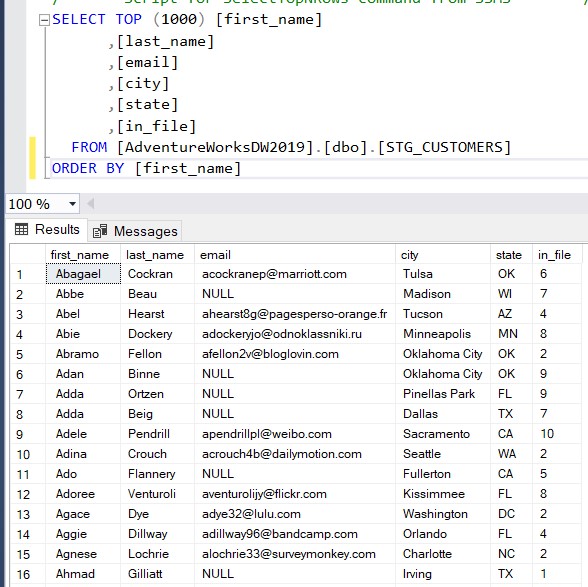 SELECT TOP (1000) [first_name]
,[last_name]
,[email]
,[city]
,[state]
,[in_file]
FROM [AdventureWorksDW2019].[dbo].[STG_CUSTOMERS]
ORDER BY [first_name]
100 %
Results Messages
first_name last_name email city state in_file
1 Abagael Cockran acockranep@marriott.com Tulsa OK 6
2 Abbe Beau NULL Madison WI 7
3 Abel Hearst ahearst8g@pagesperso-orange.fr Tucson AZ 4
4 Abie Dockery adockeryjo@odnoklassniki.ru Minneapolis MN 8
5 Abramo Fellon afellon2v@bloglovin.com Oklahoma City OK 2
6 Adan Binne NULL Oklahoma City OK 9
7 Adda Ortzen NULL Pinellas Park FL 9
8 Adda Beig NULL Dallas TX 7
9 Adele Pendrill apendrillpl@weibo.com Sacramento CA 10
10 Adina Crouch acrouch4b@dailymotion.com Seattle WA 2
11 Ado Flannery NULL Fullerton CA 5
12 Adoree Venturoli aventurolijy@flickr.com Kissimmee FL 8
13 Agace Dye adye32@lulu.com Washington DC 2
14 Aggie Dillway adillway96@bandcamp.com Orlando FL 4
15 Agnese Lochrie alochrie33@surveymonkey.com Charlotte NC 2
16 Ahmad Gilliatt NULL Irving TX 1